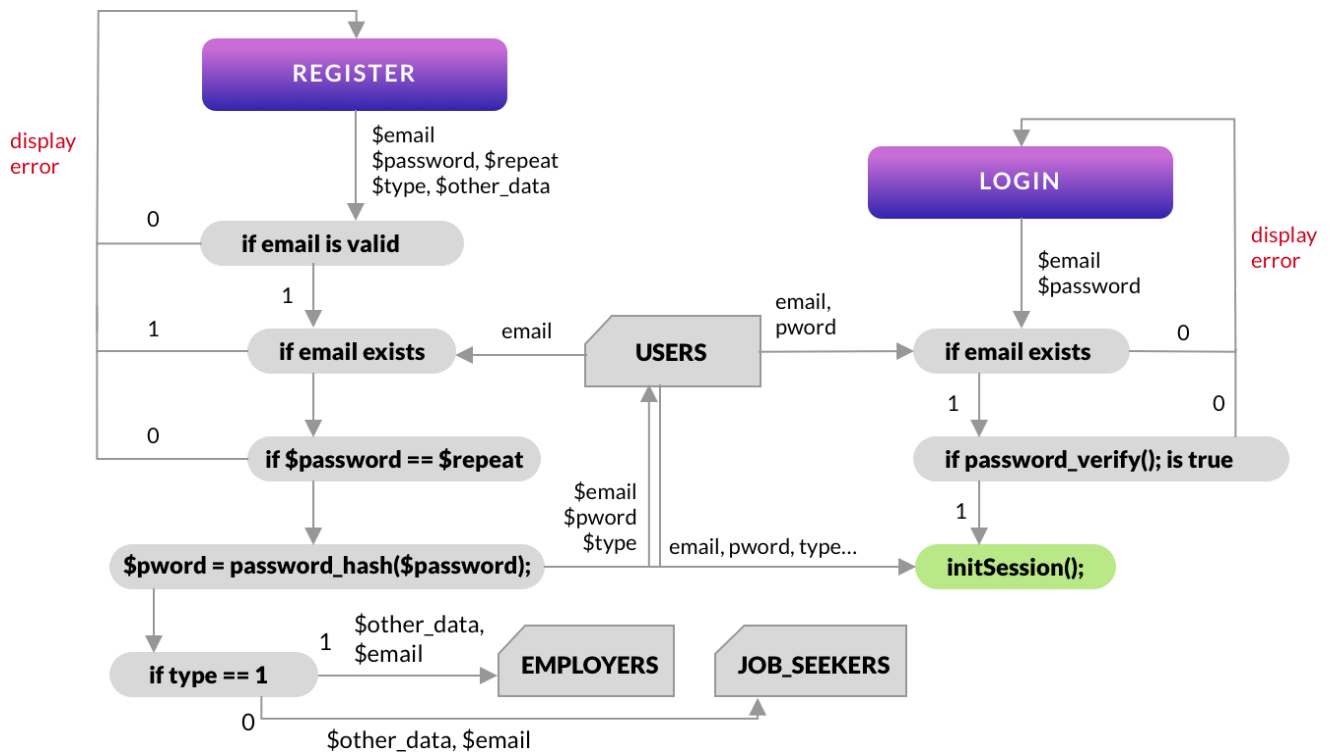 REGISTER
display
error
$email
$password, $repeat
$type, $other_data
0
if email is valid
1
1
if email exists
email
USERS
email,
pword
0
if $password == $repeat
$email
$pword
$type
$pword = password_hash($password);
email, pword, type...
if type == 1
1
$other_data,
$email
EMPLOYERS
JOB_SEEKERS
0
$other_data, $email
LOGIN
display
error
$email
$password
if email exists
0
1
0
if password_verify(); is true
1
initSession();